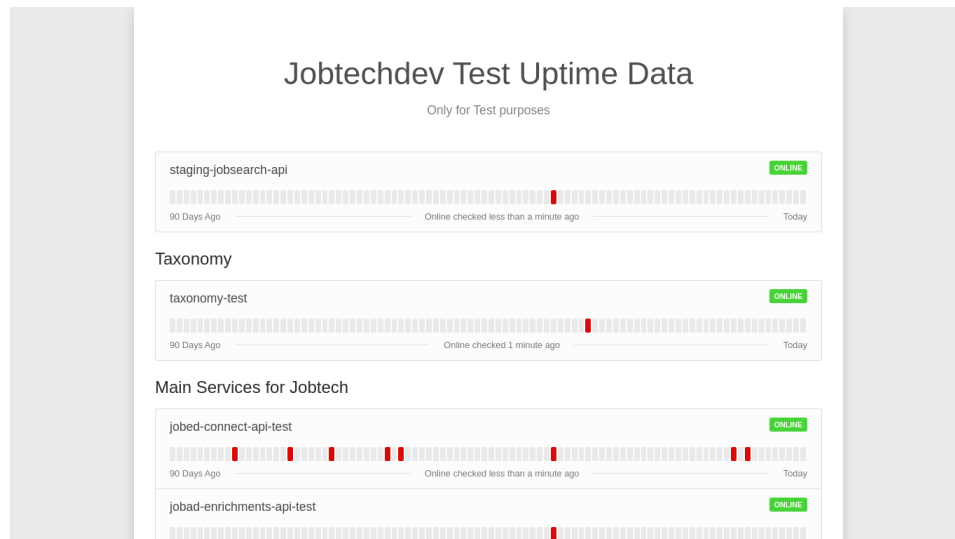 Jobtechdev Test Uptime Data
Only for Test purposes
staging-jobsearch-api
ONLINE
90 Days Ago
Online checked less than a minute ago
Today
Taxonomy
taxonomy-test
ONLINE
90 Days Ago
Online checked 1 minute ago
Today
Main Services for Jobtech
jobed-connect-api-test
ONLINE
90 Days Ago
Online checked less than a minute ago
Today
jobad-enrichments-api-test
ONLINE